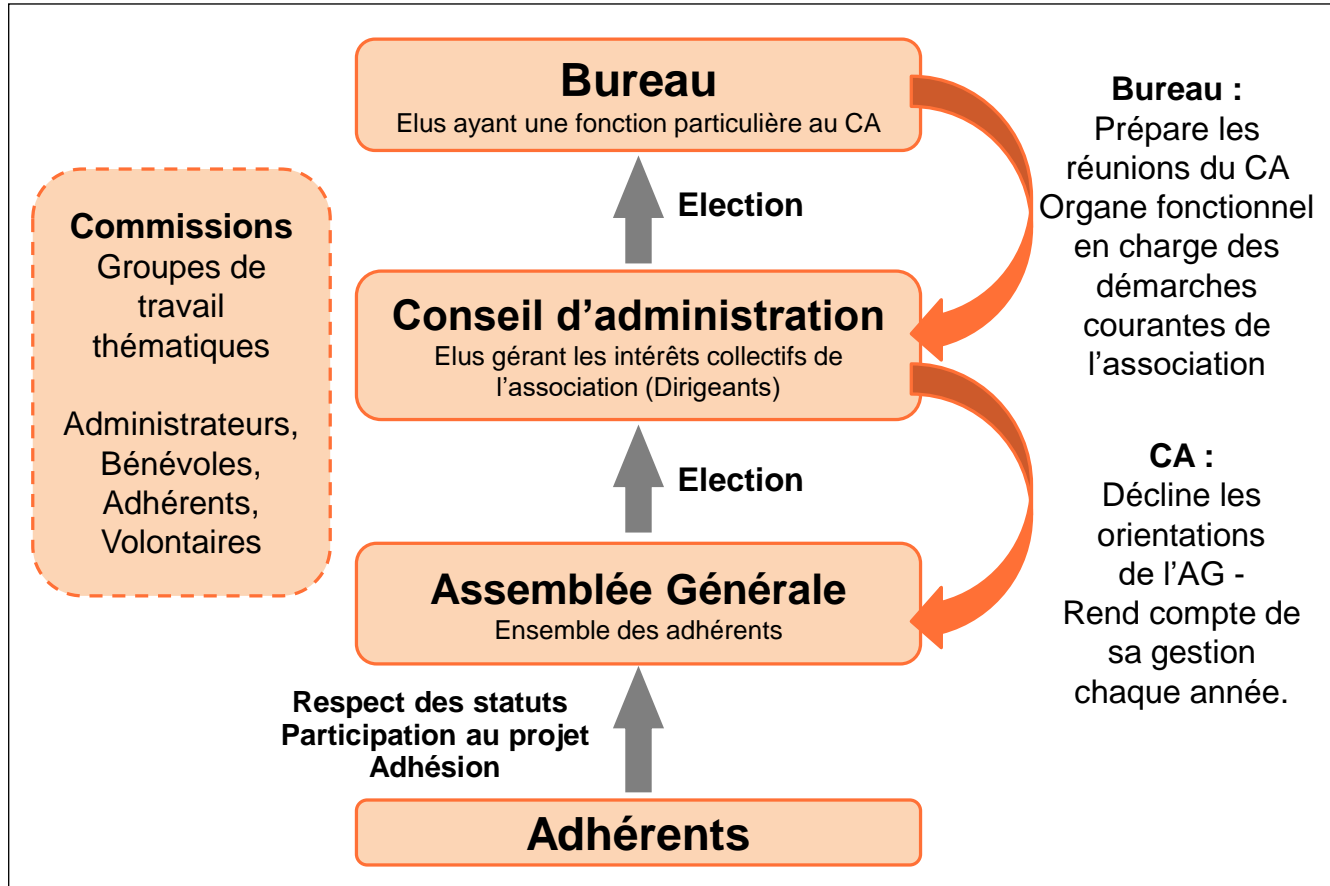 Bureau
Elus ayant une fonction particulière au CA
Election
Conseil d’administration
Elus gérant les intérêts collectifs de
l’association (Dirigeants)
Election
Assemblée Générale
Ensemble des adhérents
Respect des statuts
Participation au projet
Adhésion
Adhérents
Commissions
Groupes de
travail
thématiques
Administrateurs,
Bénévoles,
Adhérents,
Volontaires
Bureau :
Prépare les
réunions du CA
Organe fonctionnel
en charge des
démarches
courantes de
l’association
CA :
Décline les
orientations
de l’AG -
Rend compte de
sa gestion
chaque année.